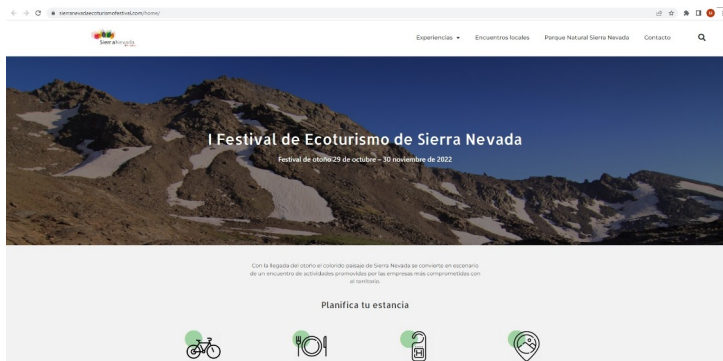 sierranevadaecoturismofestival.com/home/
SierraNevada
Experiencias
Encuentros locales
Parque Natural Sierra Nevada
Contacto
I Festival de Ecoturismo de Sierra Nevada
Festival de otoño 29 de octubre – 30 noviembre de 2022
Con la llegada del otoño el colorido paisaje de Sierra Nevada se convierte en escenario
de un encuentro de actividades promovidas por las empresas más comprometidas con
el territorio.
Planifica tu estancia